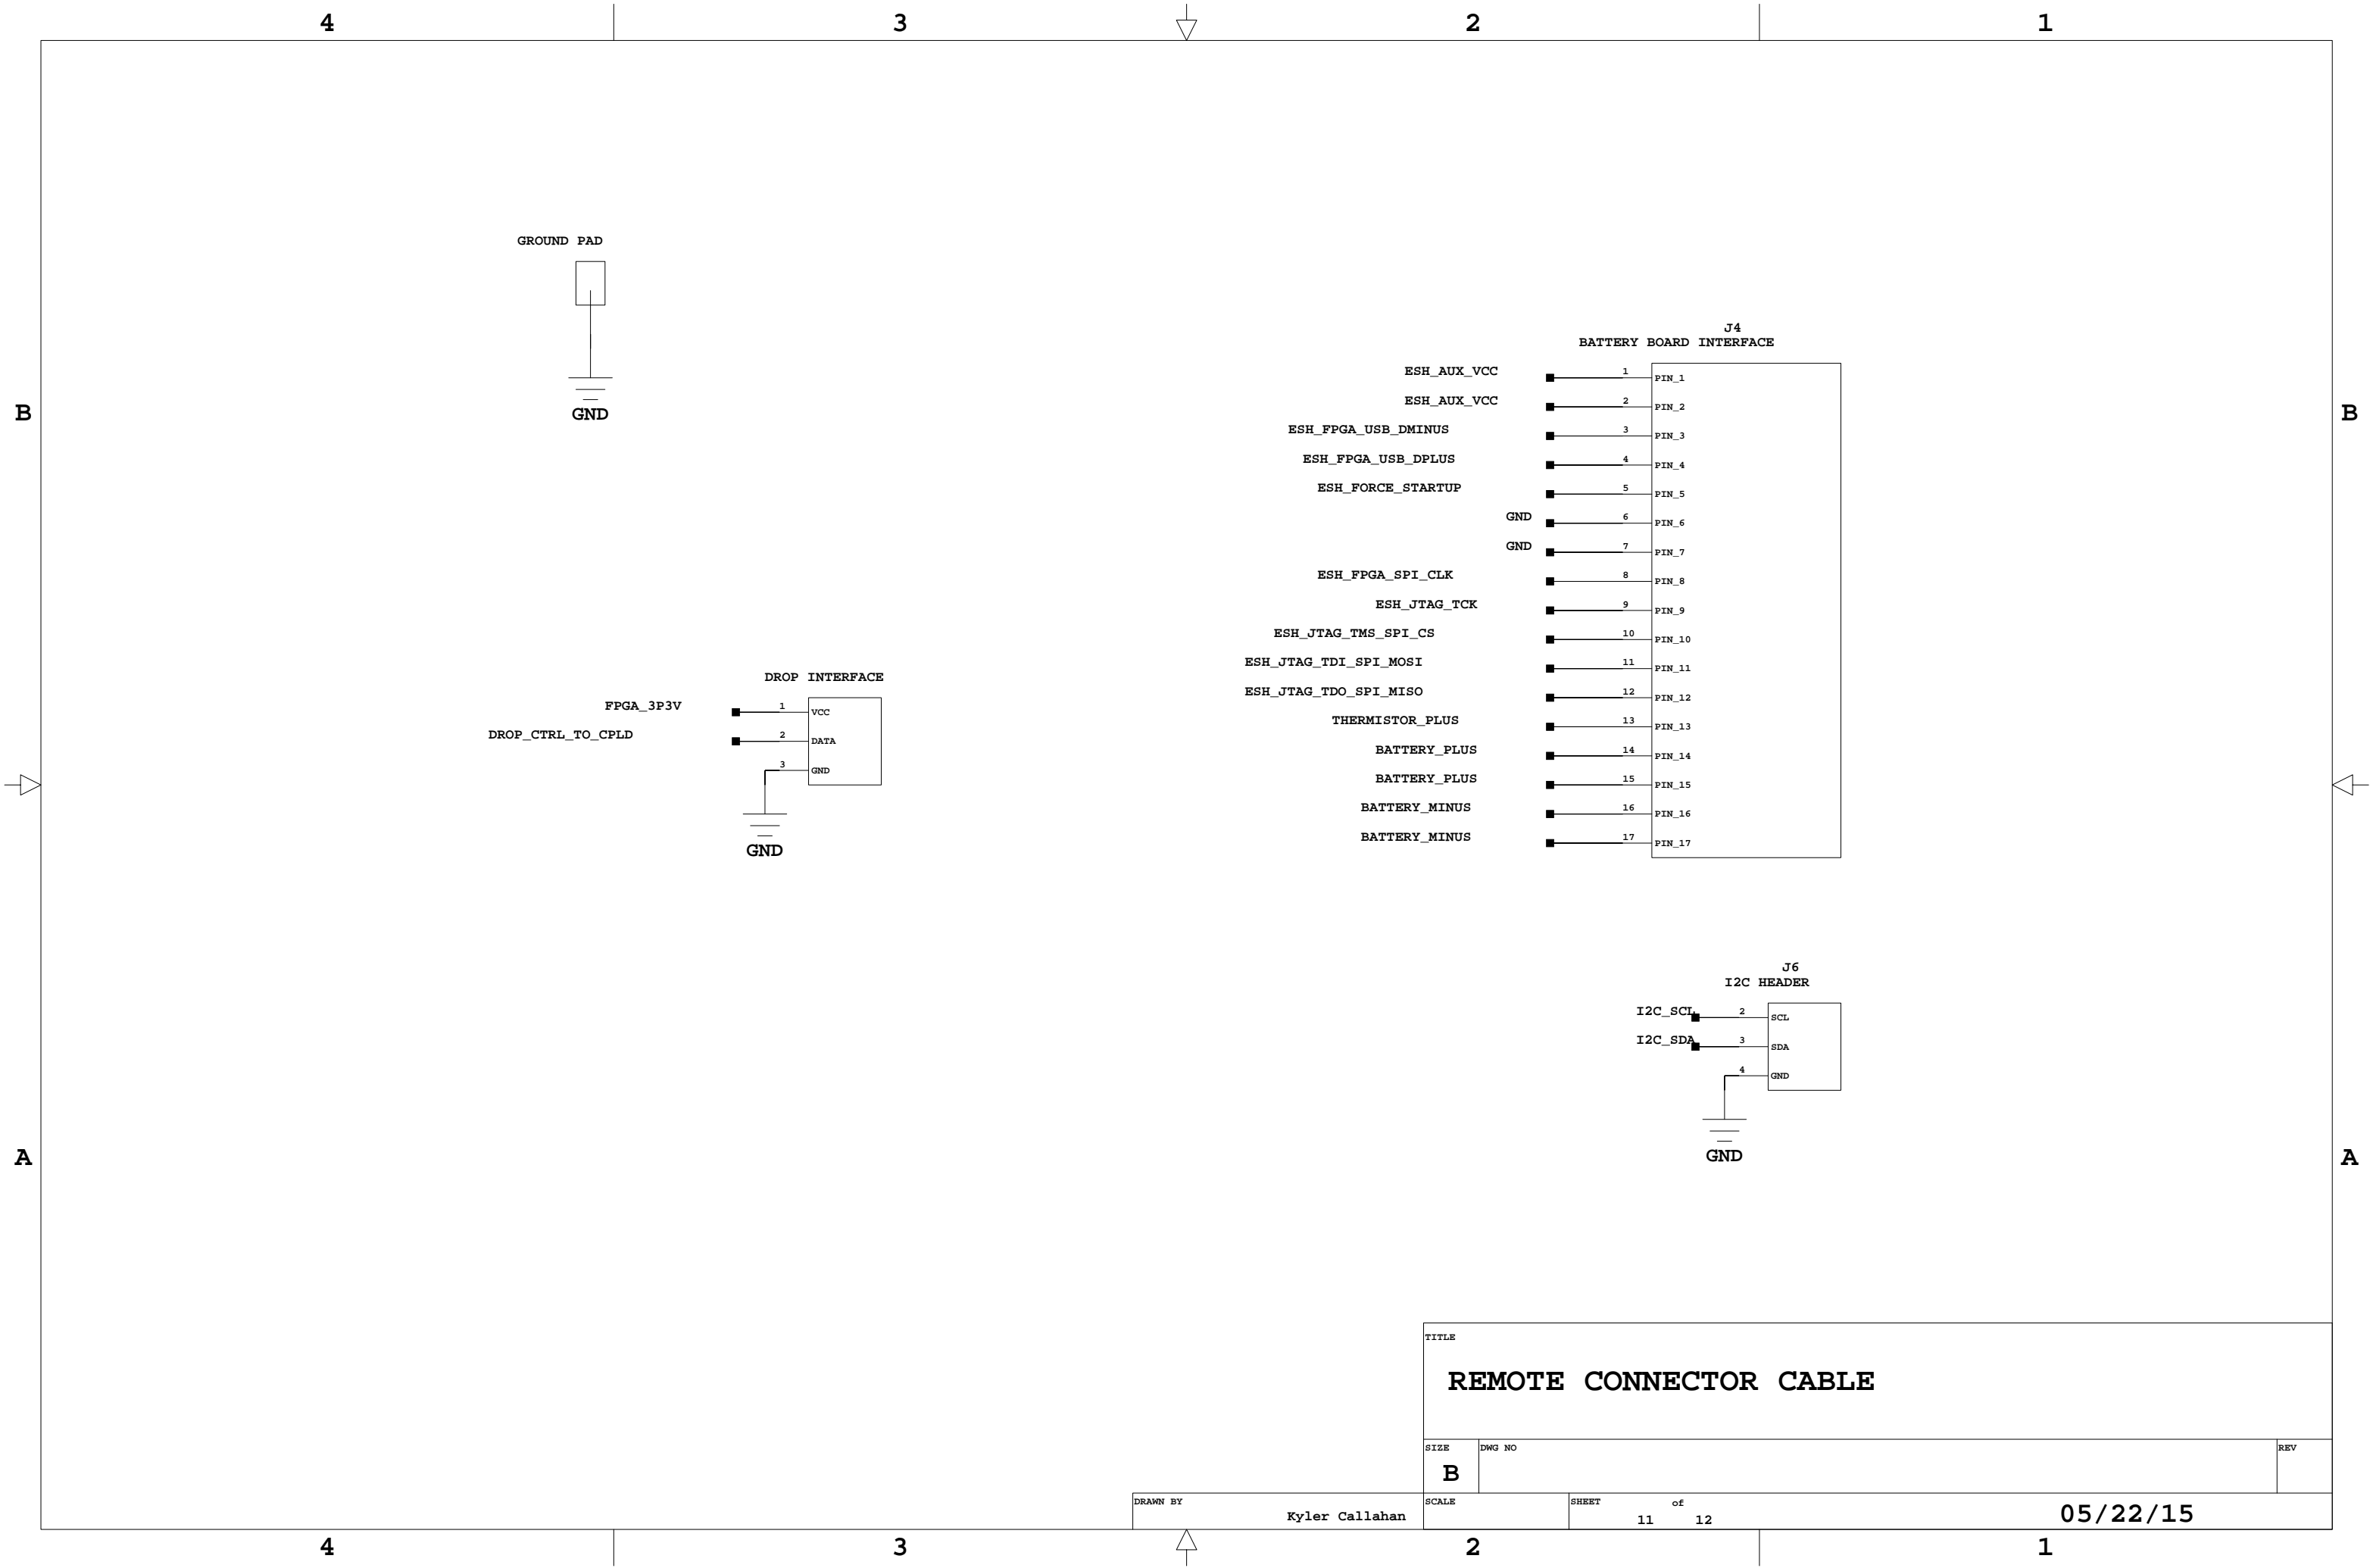 4 3 2 1
GROUND PAD
GND
B B
J4
BATTERY BOARD INTERFACE
ESH_AUX_VCC 1 PIN_1
ESH_AUX_VCC 2 PIN_2
ESH_FPGA_USB_DMINUS 3 PIN_3
ESH_FPGA_USB_DPLUS 4 PIN_4
ESH_FORCE_STARTUP 5 PIN_5
GND 6 PIN_6
GND 7 PIN_7
ESH_FPGA_SPI_CLK 8 PIN_8
ESH_JTAG_TCK 9 PIN_9
ESH_JTAG_TMS_SPI_CS 10 PIN_10
ESH_JTAG_TDI_SPI_MOSI 11 PIN_11
ESH_JTAG_TDO_SPI_MISO 12 PIN_12
THERMISTOR_PLUS 13 PIN_13
BATTERY_PLUS 14 PIN_14
BATTERY_PLUS 15 PIN_15
BATTERY_MINUS 16 PIN_16
BATTERY_MINUS 17 PIN_17
DROP INTERFACE
FPGA_3P3V 1 VCC
DROP_CTRL_TO_CPLD 2 DATA
3 GND
GND
J6
I2C HEADER
I2C_SCL 2 SCL
I2C_SDA 3 SDA
4 GND
GND
A A
TITLE
REMOTE CONNECTOR CABLE
SIZE DWG NO REV
B
DRAWN BY SCALE SHEET of
Kyler Callahan 11 12 05/22/15
4 3 2 1